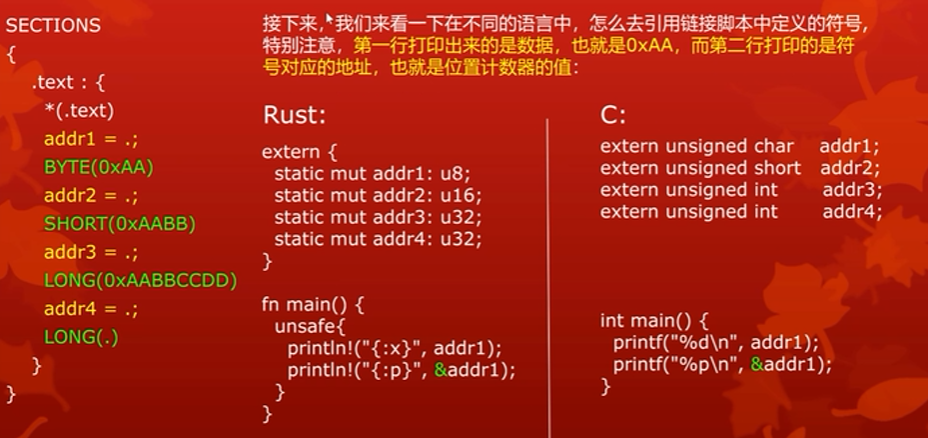 SECTIONS
{
.text : {
*(.text)
addr1 = .;
BYTE(0xAA)
addr2 = .;
SHORT(0xAABB)
addr3 = .;
LONG(0xAABBCCDD)
addr4 = .;
LONG(.)
}
}
接下来,我们来看一下在不同的语言中，怎么去引用链接脚本中定义的符号,
特别注意，第一行打印出来的是数据，也就是0xAA，而第二行打印的是符
号对应的地址，也就是位置计数器的值：
Rust:
extern {
static mut addr1: u8;
static mut addr2: u16;
static mut addr3: u32;
static mut addr4: u32;
}
fn main() {
unsafe{
println!("{:x}", addr1);
println!("{:p}", &addr1);
}
}
C:
extern unsigned char addr1;
extern unsigned short addr2;
extern unsigned int addr3;
extern unsigned int addr4;
int main() {
printf("%d\n", addr1);
printf("%p\n", &addr1);
}